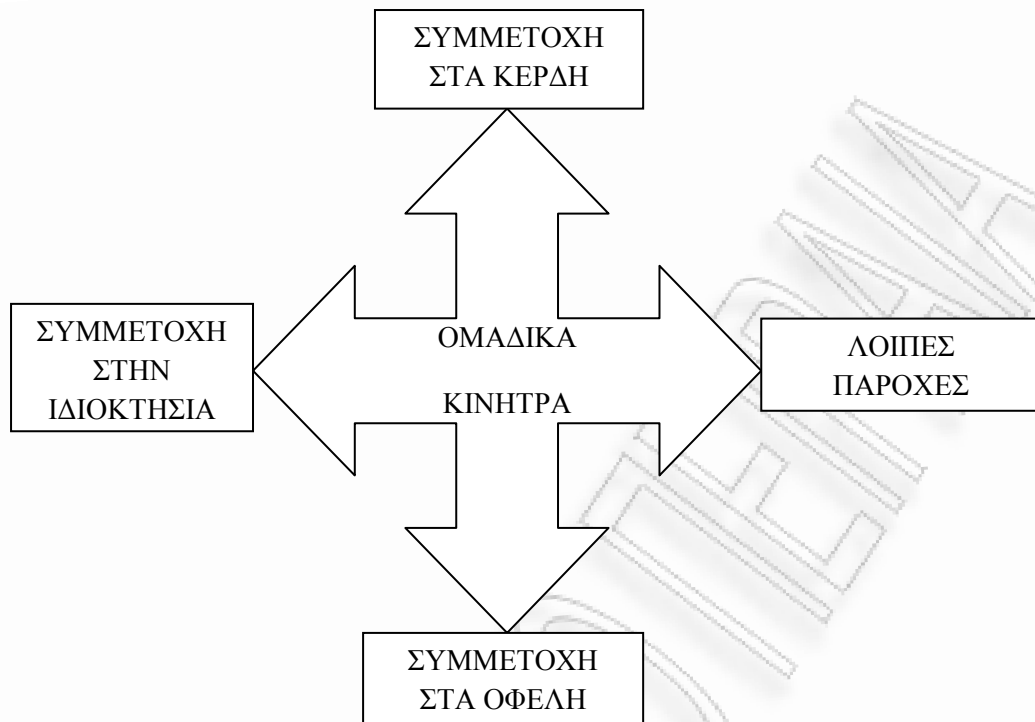 ΣΥΜΜΕΤΟΧΗ
ΣΤΑ ΚΕΡΔΗ
ΣΥΜΜΕΤΟΧΗ
ΣΤΗΝ
ΙΔΙΟΚΤΗΣΙΑ
ΟΜΑΔΙΚΑ
ΚΙΝΗΤΡΑ
ΛΟΙΠΕΣ
ΠΑΡΟΧΕΣ
ΣΥΜΜΕΤΟΧΗ
ΣΤΑ ΟΦΕΛΗ